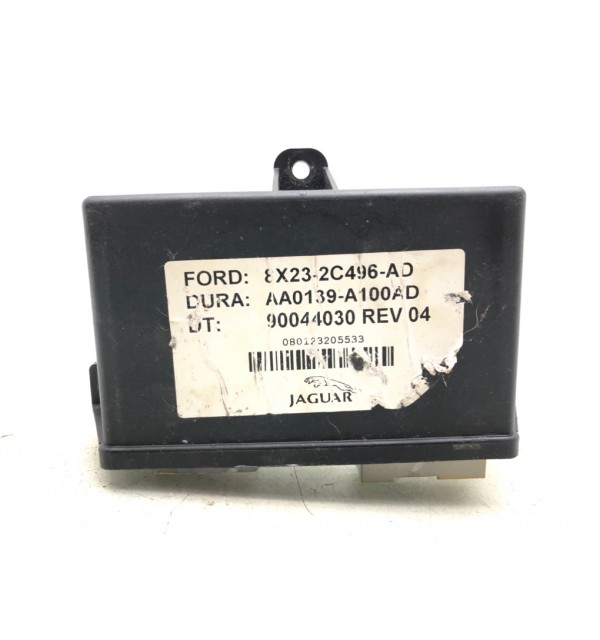 FORD: 8X23-2C496-AD
DURA: AA0139-A100AD
DT: 90044030 REV 04
080123205533
JAGUAR